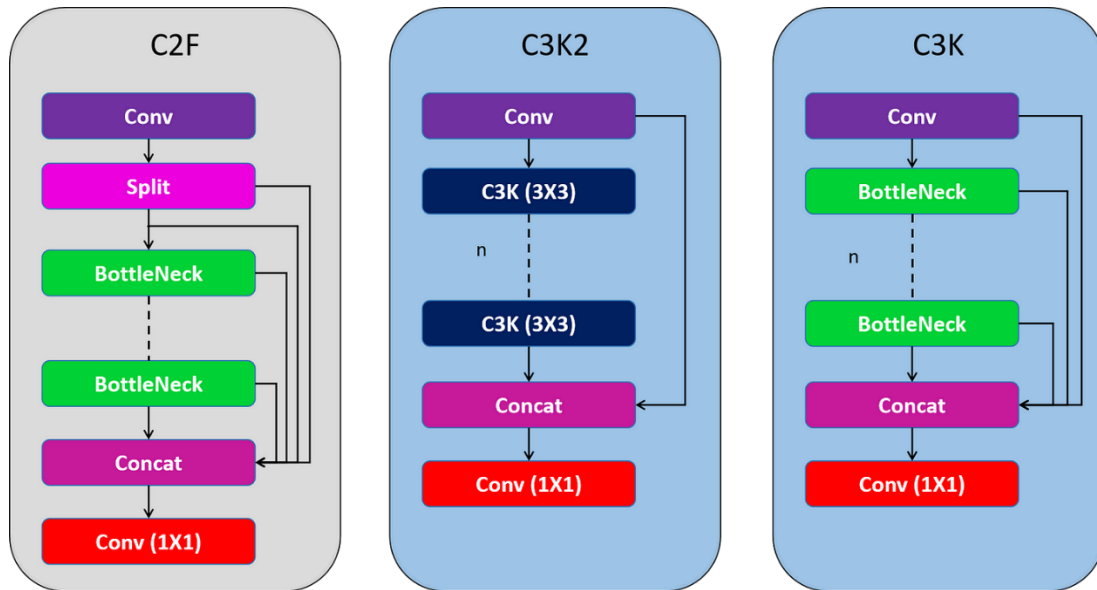 C2F
Conv
Split
BottleNeck
BottleNeck
Concat
Conv (1X1)
C3K2
Conv
C3K (3X3)
n
C3K (3X3)
Concat
Conv (1X1)
C3K
Conv
BottleNeck
n
BottleNeck
Concat
Conv (1X1)